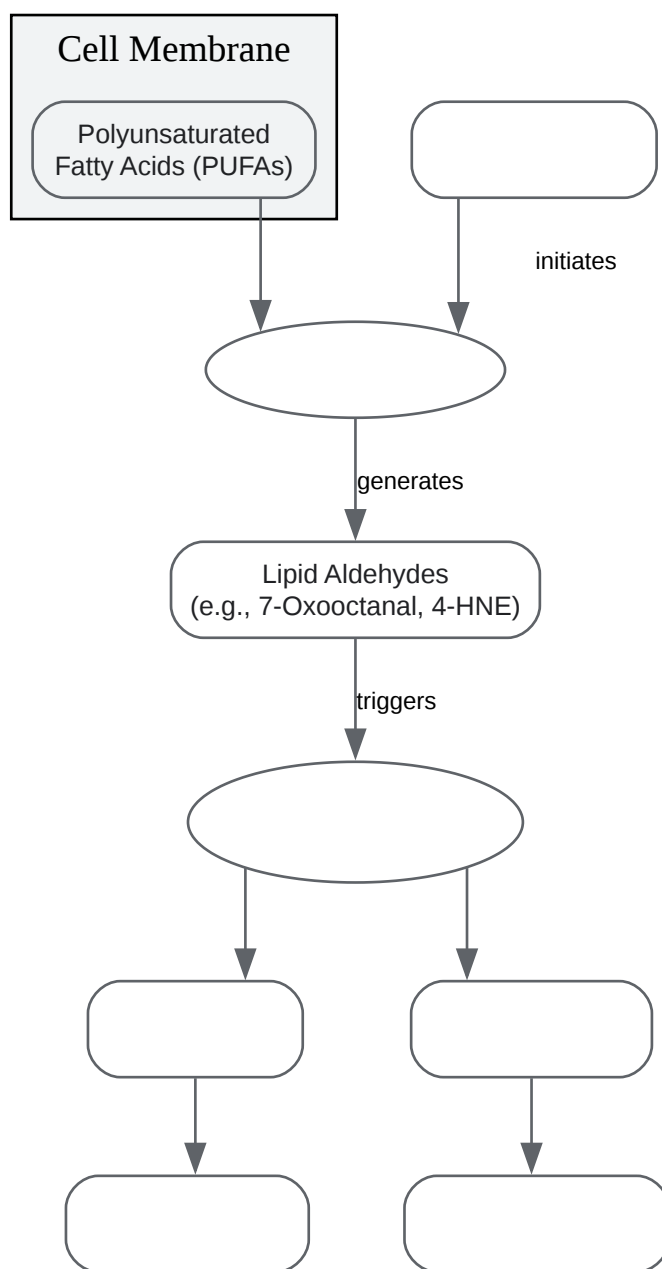 Cell Membrane
Polyunsaturated
Fatty Acids (PUFAs)
initiates
generates
Lipid Aldehydes
(e.g., 7-Oxooctanal, 4-HNE)
triggers